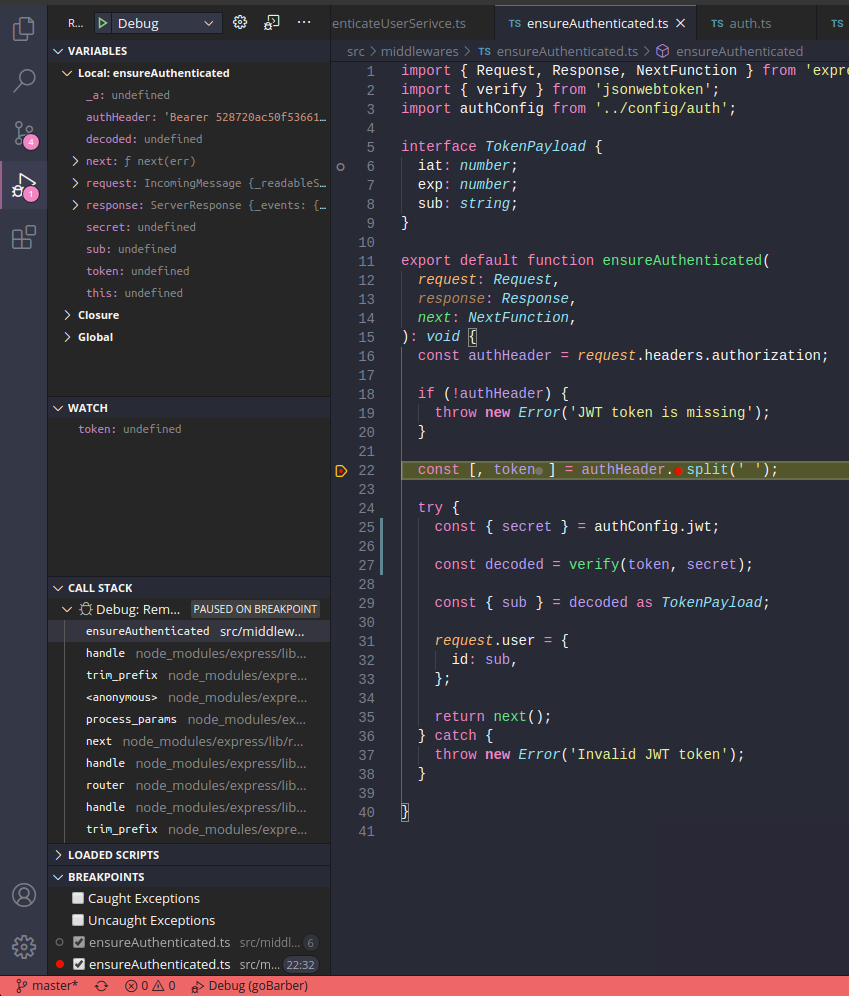 R... Debug ...
VARIABLES
Local: ensureAuthenticated
_a: undefined
authHeader: 'Bearer 528720ac50f53661...
decoded: undefined
next: ƒ next(err)
request: IncomingMessage {_readableS...
response: ServerResponse {_events: {...
secret: undefined
sub: undefined
token: undefined
this: undefined
Closure
Global
WATCH
token: undefined
CALL STACK
Debug: Rem... PAUSED ON BREAKPOINT
ensureAuthenticated src/middlew...
handle node_modules/express/lib...
trim_prefix node_modules/expre...
<anonymous> node_modules/expre...
process_params node_modules/ex...
next node_modules/express/lib/r...
handle node_modules/express/lib...
router node_modules/express/lib...
handle node_modules/express/lib...
trim_prefix node_modules/expre...
LOADED SCRIPTS
BREAKPOINTS
Caught Exceptions
Uncaught Exceptions
ensureAuthenticated.ts src/middl... 6
ensureAuthenticated.ts src/m... 22:32
4
1
enticateUserSerivce.ts TS ensureAuthenticated.ts TS auth.ts TS
src > middlewares > TS ensureAuthenticated.ts > ensureAuthenticated
1 import { Request, Response, NextFunction } from 'expre
2 import { verify } from 'jsonwebtoken';
3 import authConfig from '../config/auth';
4
5 interface TokenPayload {
6 iat: number;
7 exp: number;
8 sub: string;
9 }
10
11 export default function ensureAuthenticated(
12 request: Request,
13 response: Response,
14 next: NextFunction,
15 ): void {
16 const authHeader = request.headers.authorization;
17
18 if (!authHeader) {
19 throw new Error('JWT token is missing');
20 }
21
22 const [, token ] = authHeader. split(' ');
23
24 try {
25 const { secret } = authConfig.jwt;
26
27 const decoded = verify(token, secret);
28
29 const { sub } = decoded as TokenPayload;
30
31 request.user = {
32 id: sub,
33 };
34
35 return next();
36 } catch {
37 throw new Error('Invalid JWT token');
38 }
39
40 }
41
master* 0 0 Debug (goBarber)